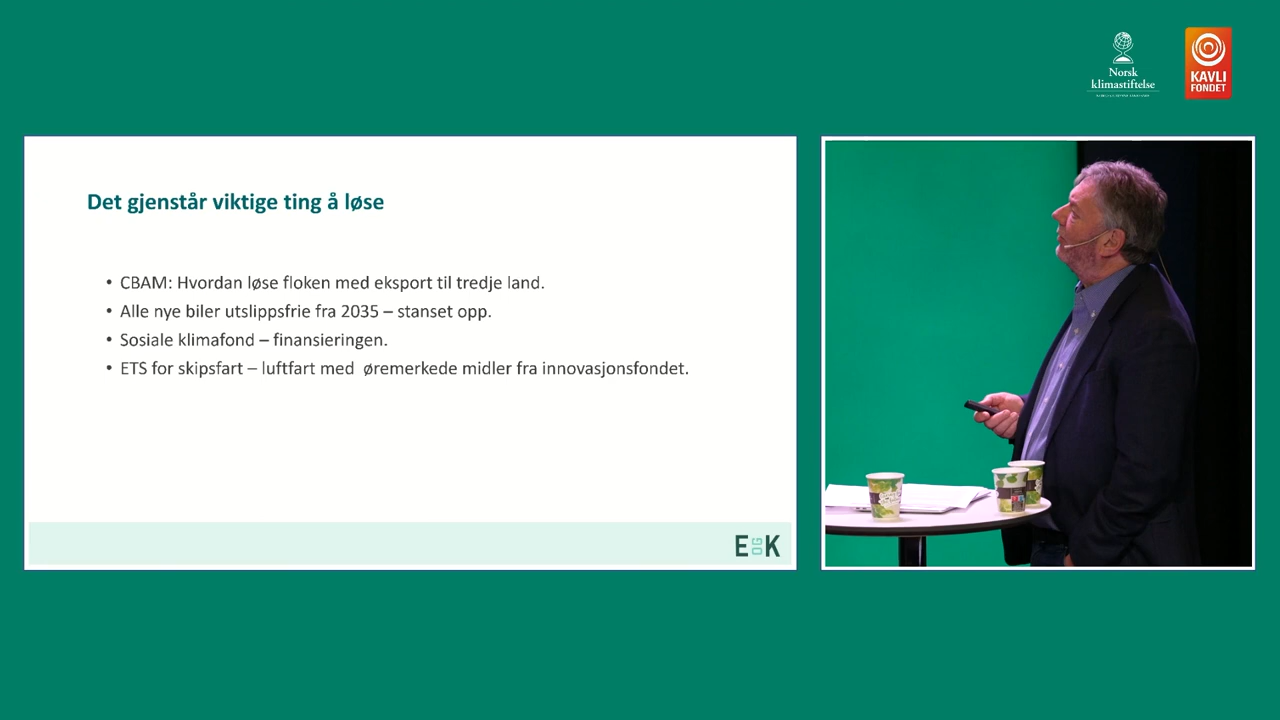 Norsk
klimastiftelse
KAVLI
FONDET
Det gjenstår viktige ting å løse
• CBAM: Hvordan løse floken med eksport til tredje land.
• Alle nye biler utslippsfrie fra 2035 – stanset opp.
• Sosiale klimafond – finansieringen.
• ETS for skipsfart – luftfart med  øremerkede midler fra innovasjonsfondet.
E OG K